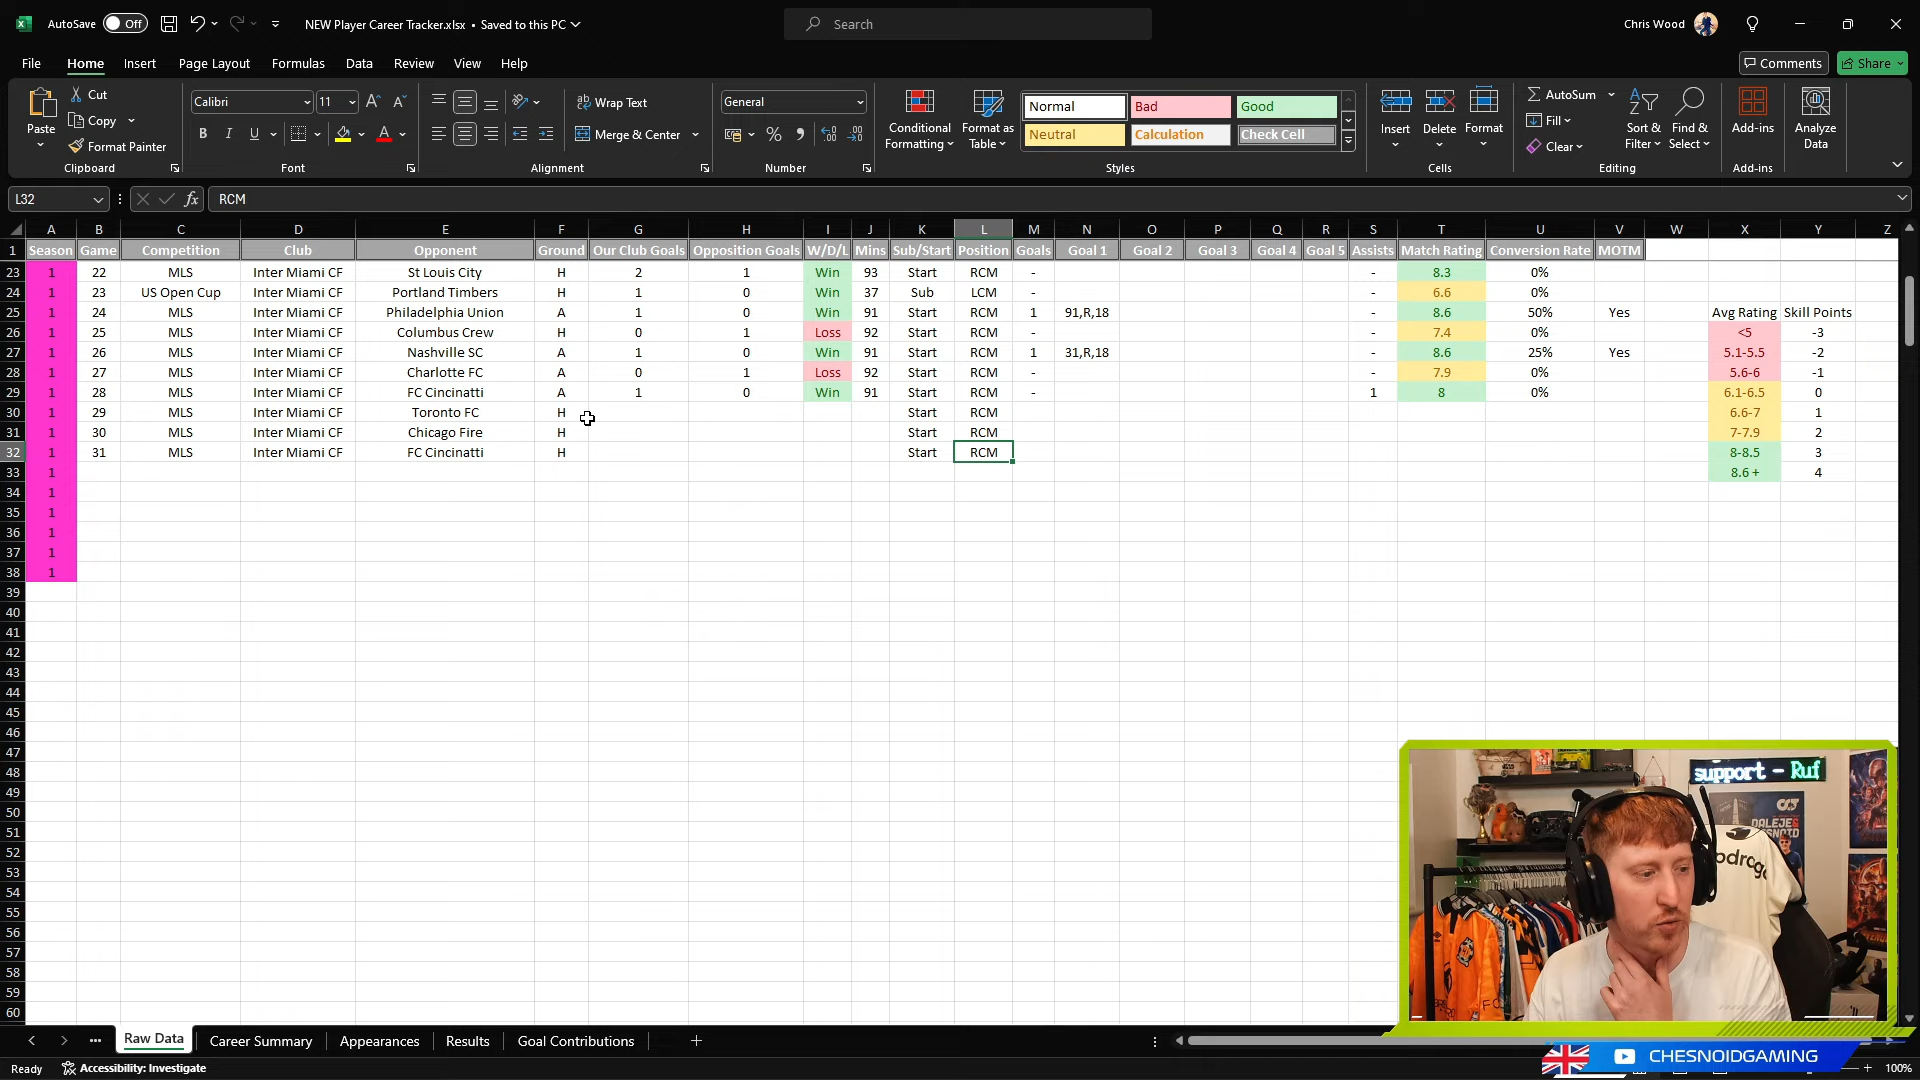 AutoSave Off NEW Player Career Tracker.xlsx • Saved to this PC Search Chris Wood
File Home Insert Page Layout Formulas Data Review View Help Comments Share
Paste Cut Copy Format Painter Clipboard
Calibri 11 B I U A Font
Wrap Text Merge & Center Alignment
General % Number
Conditional Formatting Format as Table Normal Bad Good Neutral Calculation Check Cell Styles
Insert Delete Format Cells
AutoSum Fill Clear Sort & Filter Find & Select Editing
Add-ins Add-ins Analyze Data
L32 fx RCM
A B C D E F G H I J K L M N O P Q R S T U V W X Y Z
1 Season Game Competition Club Opponent Ground Our Club Goals Opposition Goals W/D/L Mins Sub/Start Position Goals Goal 1 Goal 2 Goal 3 Goal 4 Goal 5 Assists Match Rating Conversion Rate MOTM
23 1 22 MLS Inter Miami CF St Louis City H 2 1 Win 93 Start RCM - - 8.3 0%
24 1 23 US Open Cup Inter Miami CF Portland Timbers H 1 0 Win 37 Sub LCM - - 6.6 0%
25 1 24 MLS Inter Miami CF Philadelphia Union A 1 0 Win 91 Start RCM 1 91,R,18 - 8.6 50% Yes Avg Rating Skill Points
26 1 25 MLS Inter Miami CF Columbus Crew H 0 1 Loss 92 Start RCM - - 7.4 0% <5 -3
27 1 26 MLS Inter Miami CF Nashville SC A 1 0 Win 91 Start RCM 1 31,R,18 - 8.6 25% Yes 5.1-5.5 -2
28 1 27 MLS Inter Miami CF Charlotte FC A 0 1 Loss 92 Start RCM - - 7.9 0% 5.6-6 -1
29 1 28 MLS Inter Miami CF FC Cincinatti A 1 0 Win 91 Start RCM - 1 8 0% 6.1-6.5 0
30 1 29 MLS Inter Miami CF Toronto FC H Start RCM 6.6-7 1
31 1 30 MLS Inter Miami CF Chicago Fire H Start RCM 7-7.9 2
32 1 31 MLS Inter Miami CF FC Cincinatti H Start RCM 8-8.5 3
33 1 8.6 + 4
34 1
35 1
36 1
37 1
38 1
39
40
41
42
43
44
45
46
47
48
49
50
51
52
53
54
55
56
57
58
59
60
support - Ruf
DALEJE& CHESNOID
Raw Data Career Summary Appearances Results Goal Contributions
CHESNOIDGAMING
Ready Accessibility: Investigate 100%